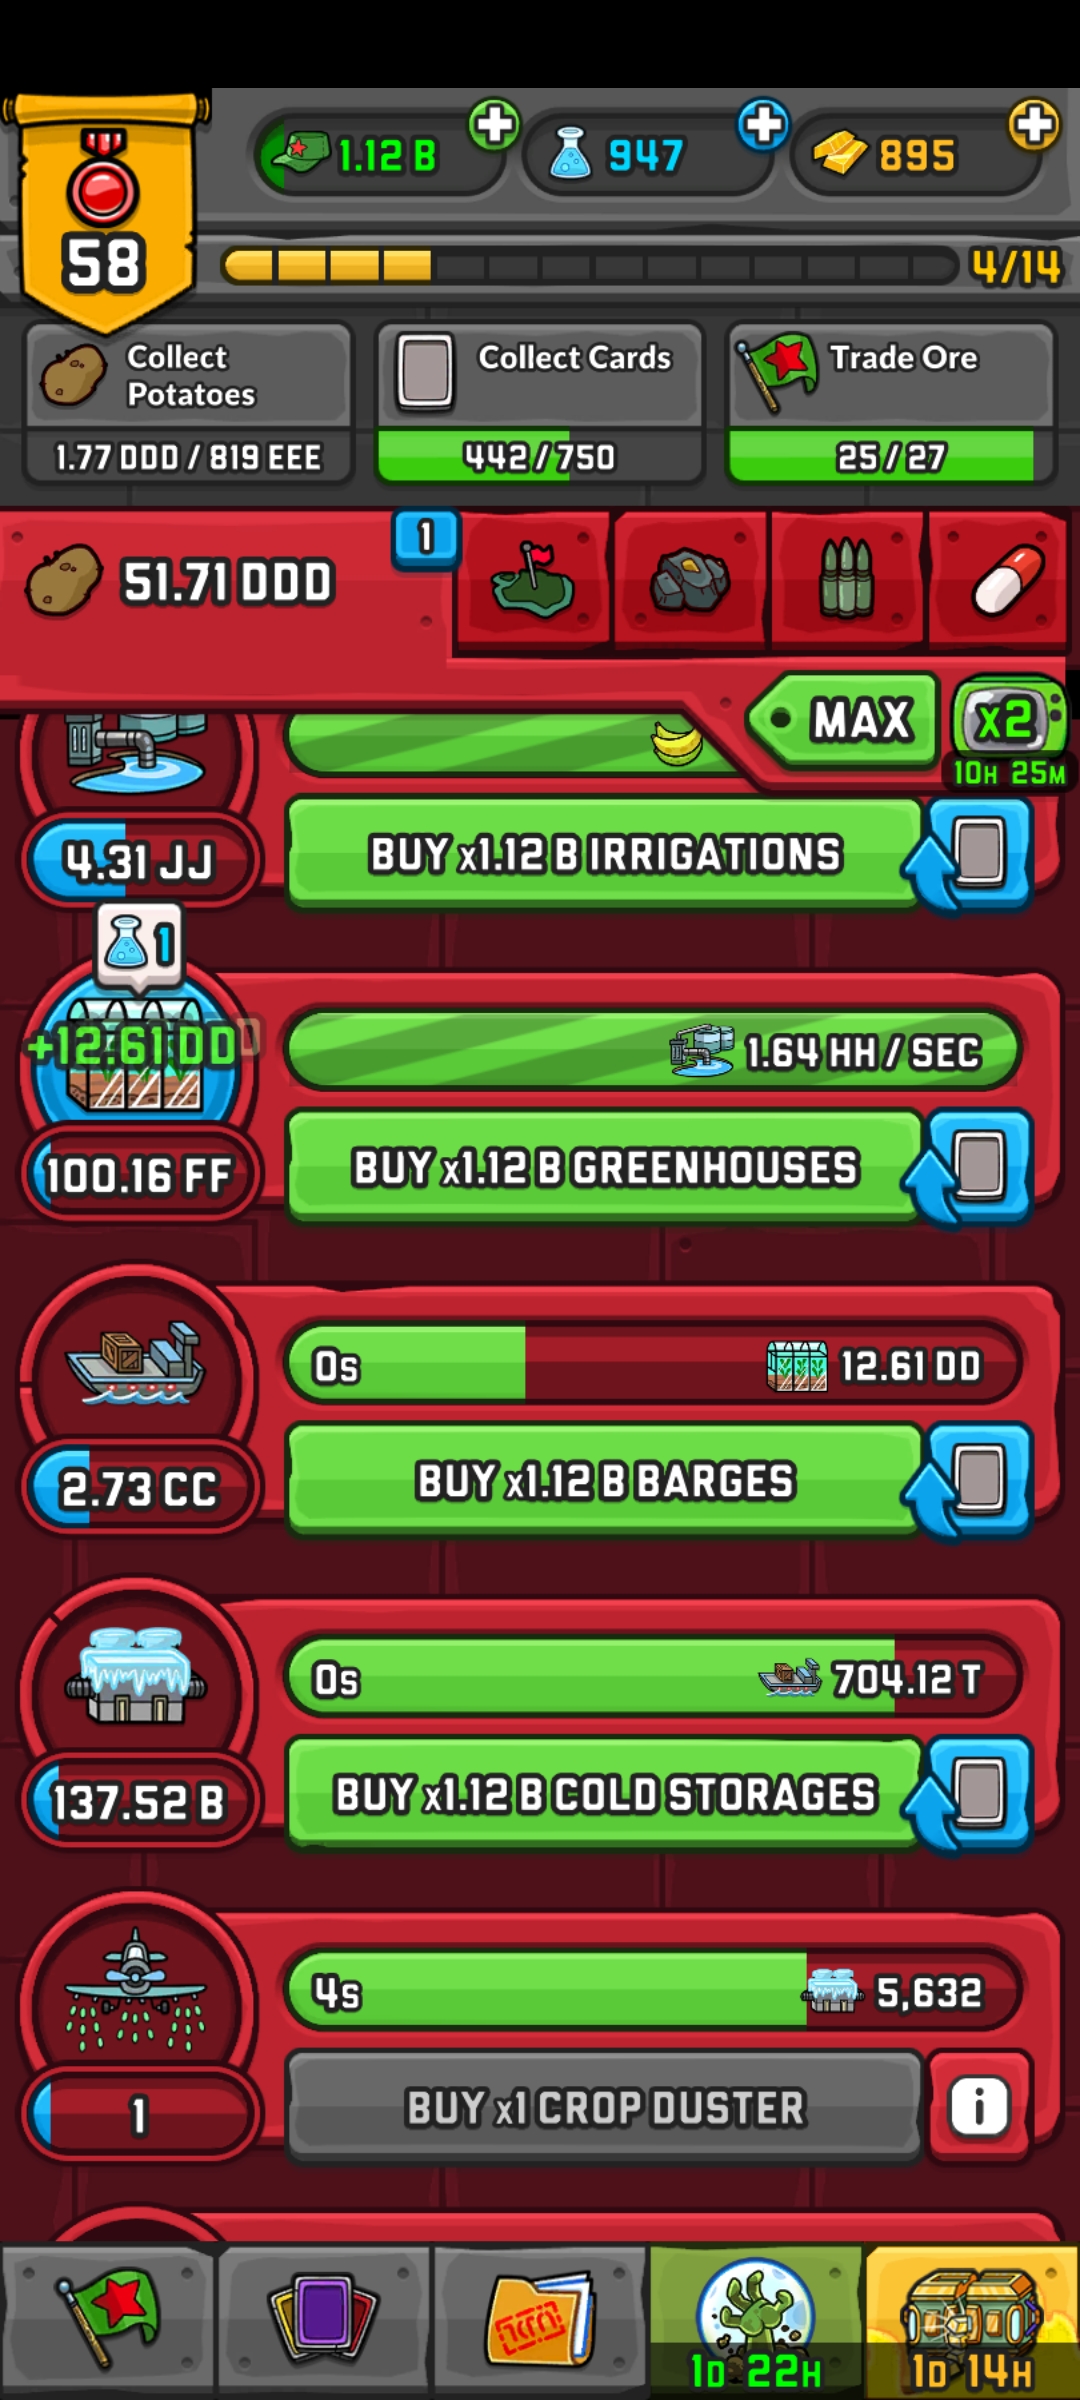 58
1.12 B
947
895
4/14
Collect
Potatoes
1.77 DDD / 819 EEE
Collect Cards
442/750
Trade Ore
25/27
51.71 DDD
1
MAX
x2
10H 25M
4.31 JJ
BUY x1.12 B IRRIGATIONS
1
+12.61 DD
1.64 HH / SEC
100.16 FF
BUY x1.12 B GREENHOUSES
0s
12.61 DD
2.73 CC
BUY x1.12 B BARGES
0s
704.12 T
137.52 B
BUY x1.12 B COLD STORAGES
4s
5,632
1
BUY x1 CROP DUSTER
i
1D 22H
1D 14H